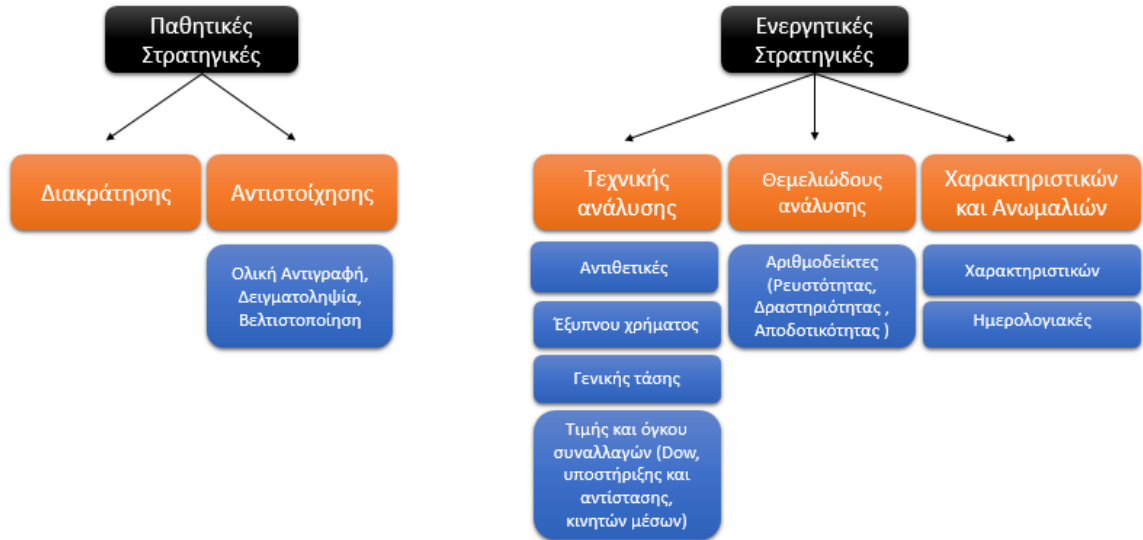 Παθητικές
Στρατηγικές
Διακράτησης
Αντιστοίχησης
Ολική Αντιγραφή,
Δειγματοληψία,
Βελτιστοποίηση
Ενεργητικές
Στρατηγικές
Τεχνικής
ανάλυσης
Αντιθετικές
Έξυπνου χρήματος
Γενικής τάσης
Τιμής και όγκου
συναλλαγών (Dow,
υποστήριξης και
αντίστασης,
κινητών μέσων)
Θεμελιώδους
ανάλυσης
Αριθμοδείκτες
(Ρευστότητας,
Δραστηριότητας ,
Αποδοτικότητας )
Χαρακτηριστικών
και Ανωμαλιών
Χαρακτηριστικών
Ημερολογιακές